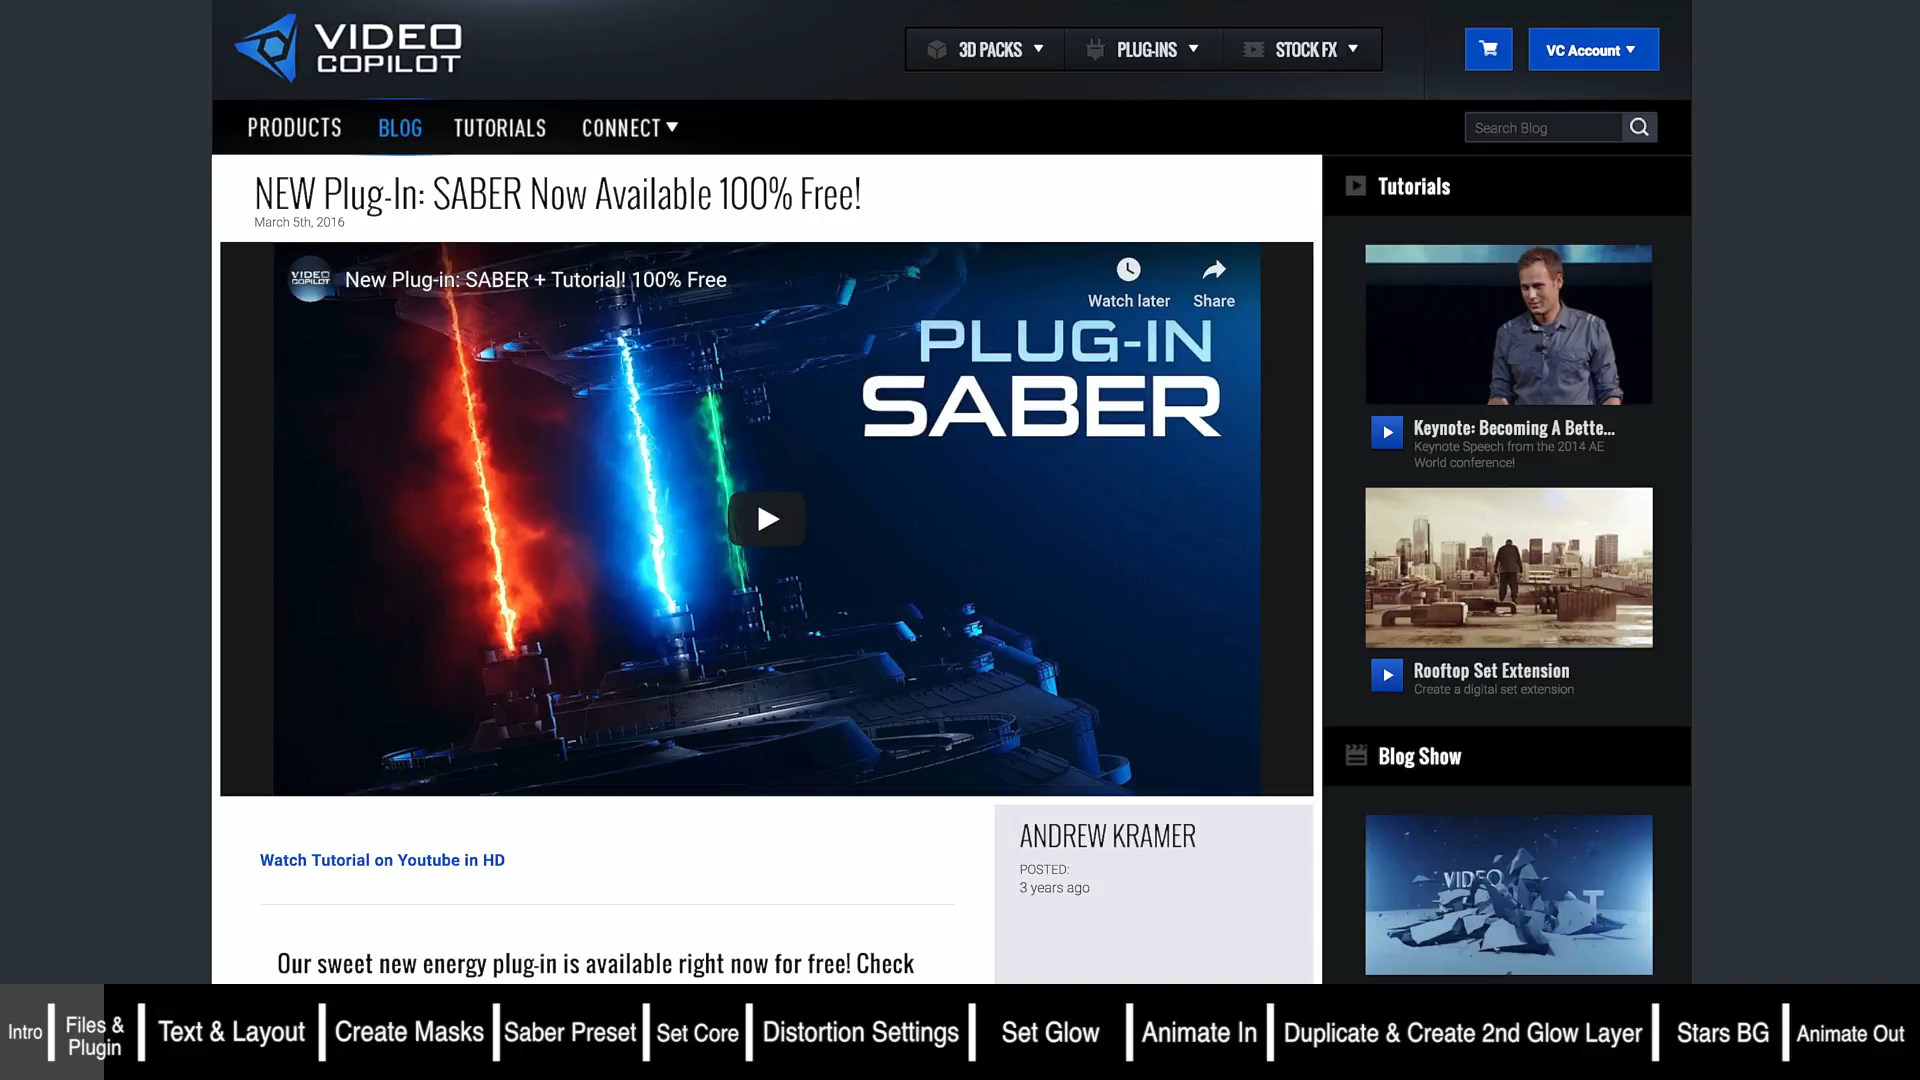 VIDEO
COPILOT
3D PACKS
PLUG-INS
STOCK FX
VC Account
PRODUCTS
BLOG
TUTORIALS
CONNECT
Search Blog
NEW Plug-In: SABER Now Available 100% Free!
March 5th, 2016
VIDEO
COPILOT
New Plug-in: SABER + Tutorial! 100% Free
Watch later
Share
PLUG-IN
SABER
Watch Tutorial on Youtube in HD
Our sweet new energy plug-in is available right now for free! Check
ANDREW KRAMER
POSTED:
3 years ago
Tutorials
Keynote: Becoming A Bette...
Keynote Speech from the 2014 AE
World conference!
Rooftop Set Extension
Create a digital set extension
Blog Show
VIDEO
Intro
Files &
Plugin
Text & Layout
Create Masks
Saber Preset
Set Core
Distortion Settings
Set Glow
Animate In
Duplicate & Create 2nd Glow Layer
Stars BG
Animate Out